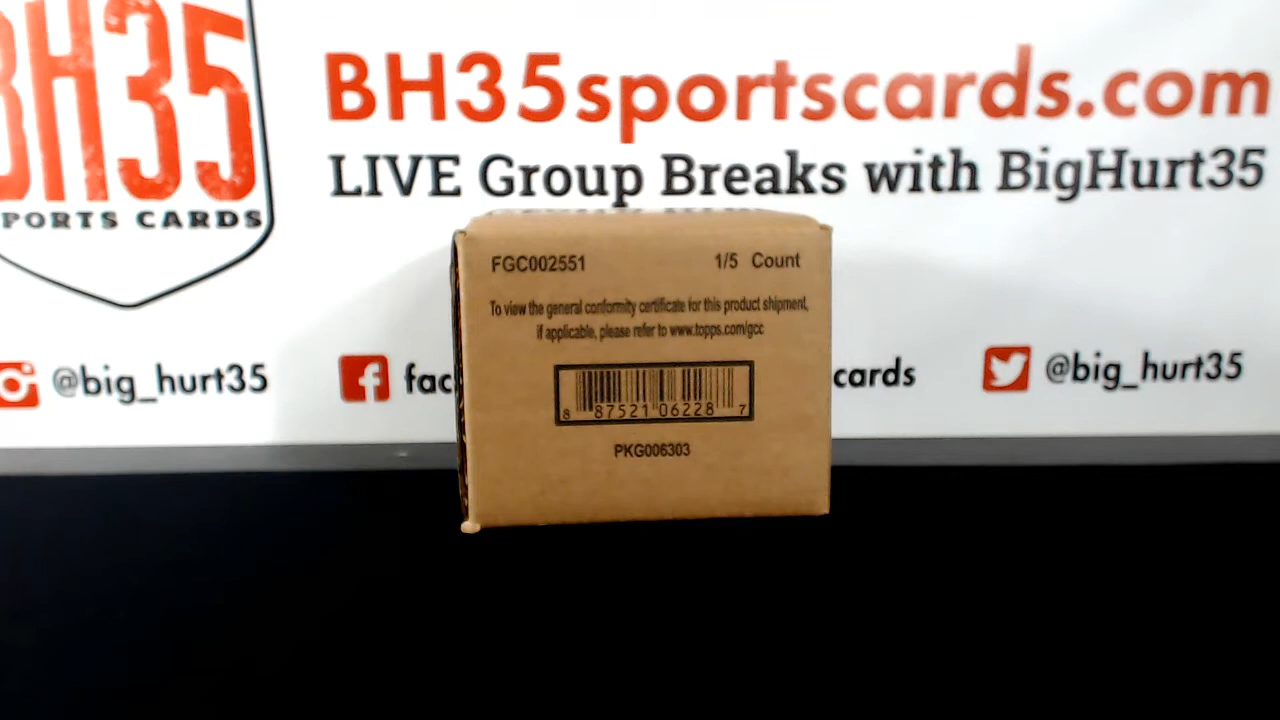 BH35
SPORTS CARDS
BH35sportscards.com
LIVE Group Breaks with BigHurt35
FGC002551 1/5 Count
To view the general conformity certificate for this product shipment,
if applicable, please refer to www.topps.com/gcc
8 87521 06228 7
PKG006303
@big_hurt35
fac
cards
@big_hurt35